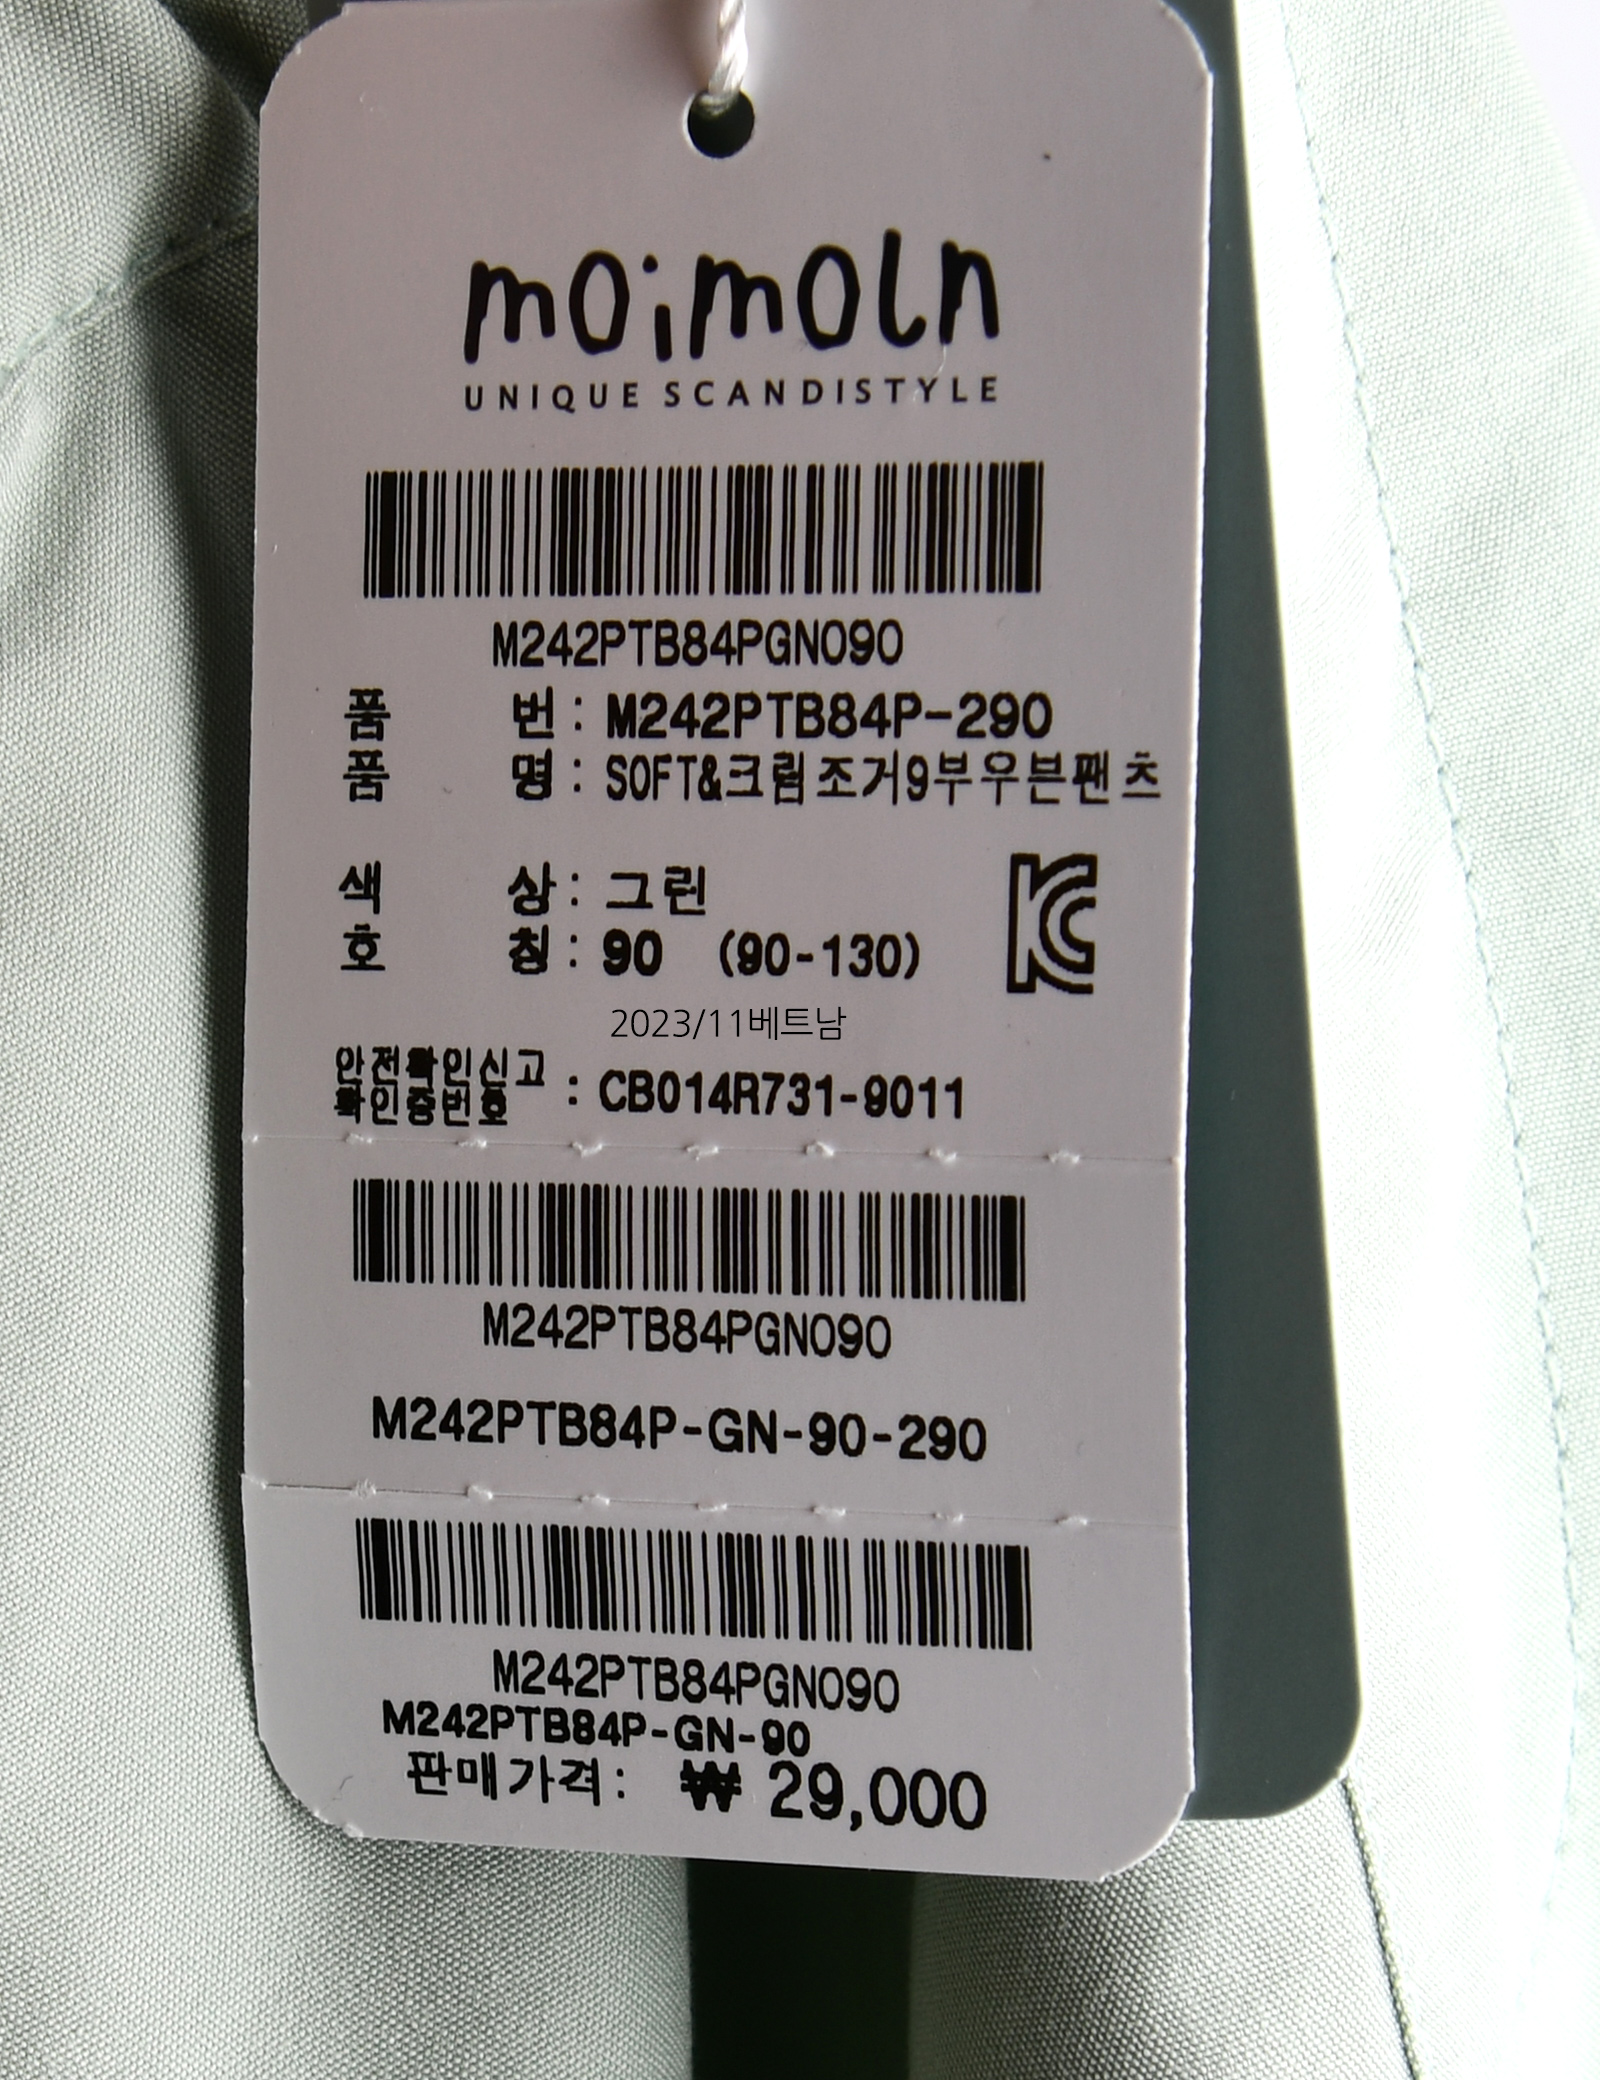 moimoln
UNIQUE SCANDISTYLE
M242PTB84PGN090
품 번 : M242PTB84P-290
품 명 : SOFT&크림조거9부우븐팬츠
색 상 : 그린
호 칭 : 90 (90-130)
2023/11베트남
안전확인신고
확인증번호 : CB014R731-9011
M242PTB84PGN090
M242PTB84P-GN-90-290
M242PTB84PGN090
M242PTB84P-GN-90
판매가격: ₩ 29,000